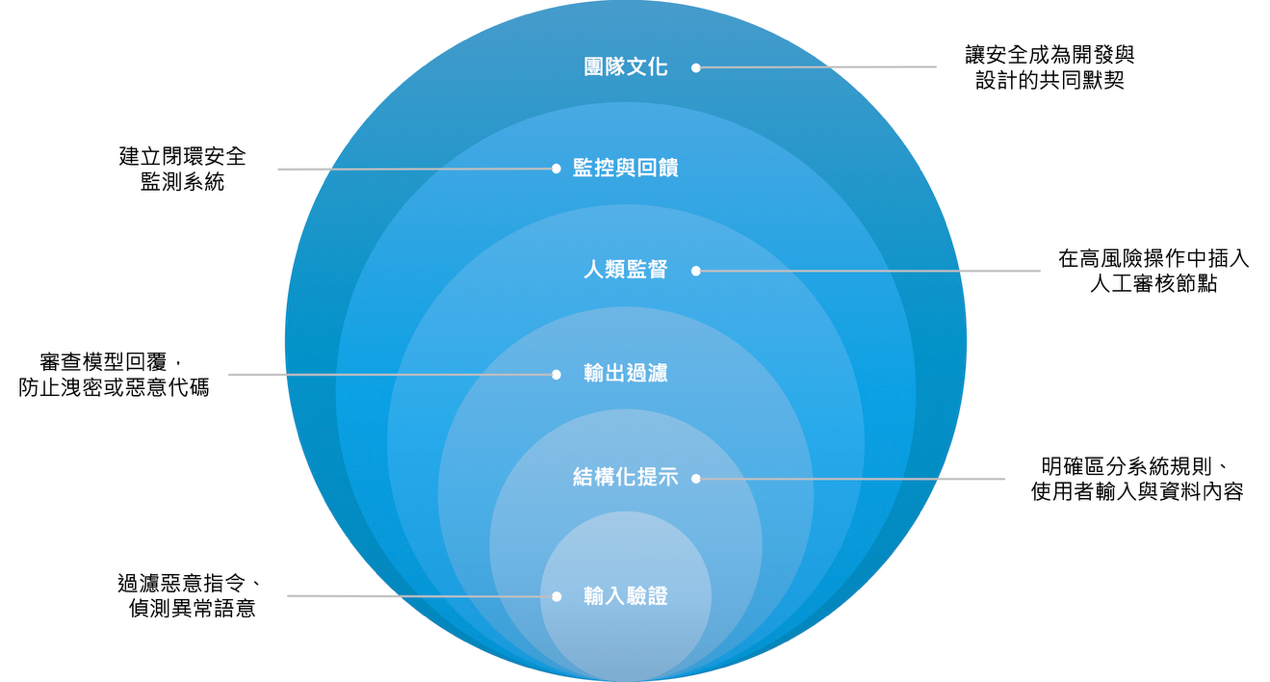 團隊文化
讓安全成為開發與
設計的共同默契
建立閉環安全
監測系統
監控與回饋
人類監督
在高風險操作中插入
人工審核節點
審查模型回覆，
防止洩密或惡意代碼
輸出過濾
結構化提示
明確區分系統規則、
使用者輸入與資料內容
過濾惡意指令、
偵測異常語意
輸入驗證